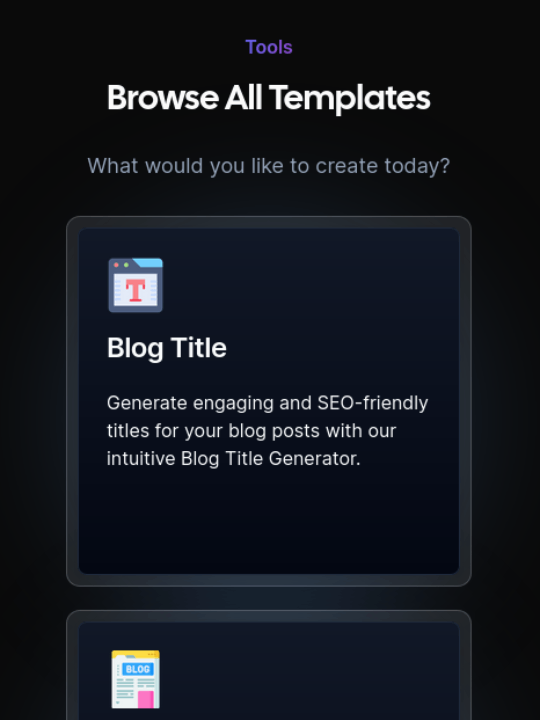 Tools
Browse All Templates
What would you like to create today?
T
Blog Title
Generate engaging and SEO-friendly
titles for your blog posts with our
intuitive Blog Title Generator.
BLOG